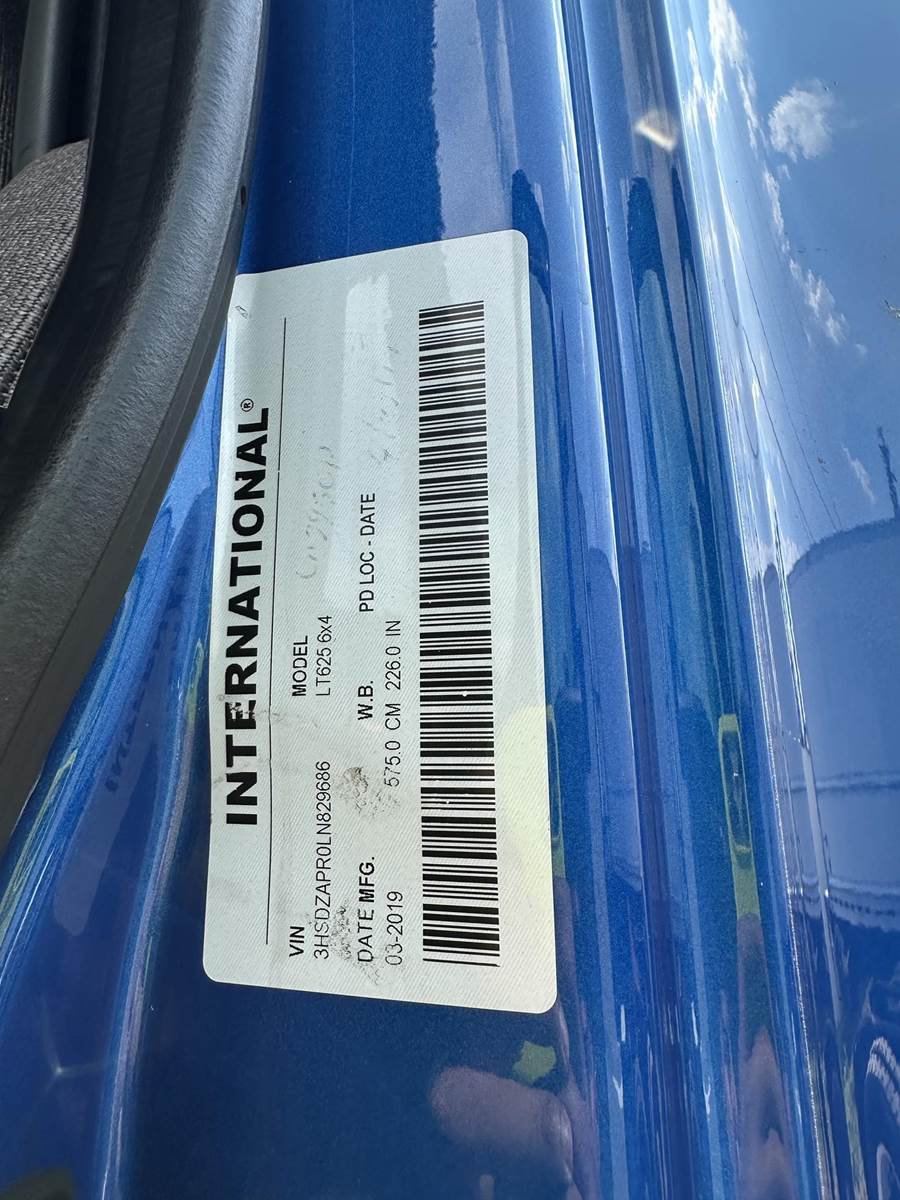 INTERNATIONAL®
VIN MODEL
3HSDZAPR0LN829686 LT625 6x4
DATE MFG. W.B. PD LOC - DATE
03-2019 575.0 CM 226.0 IN